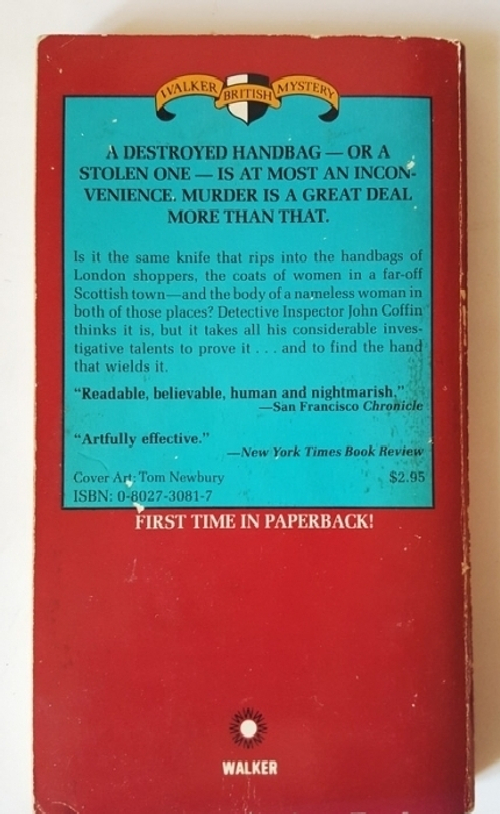 WALKER BRITISH MYSTERY
A DESTROYED HANDBAG — OR A
STOLEN ONE — IS AT MOST AN INCON-
VENIENCE. MURDER IS A GREAT DEAL
MORE THAN THAT.
Is it the same knife that rips into the handbags of
London shoppers, the coats of women in a far-off
Scottish town—and the body of a nameless woman in
both of those places? Detective Inspector John Coffin
thinks it is, but it takes all his considerable inves-
tigative talents to prove it . . . and to find the hand
that wields it.
“Readable, believable, human and nightmarish.”
—San Francisco Chronicle
“Artfully effective.”
—New York Times Book Review
Cover Art: Tom Newbury $2.95
ISBN: 0-8027-3081-7
FIRST TIME IN PAPERBACK!
WALKER